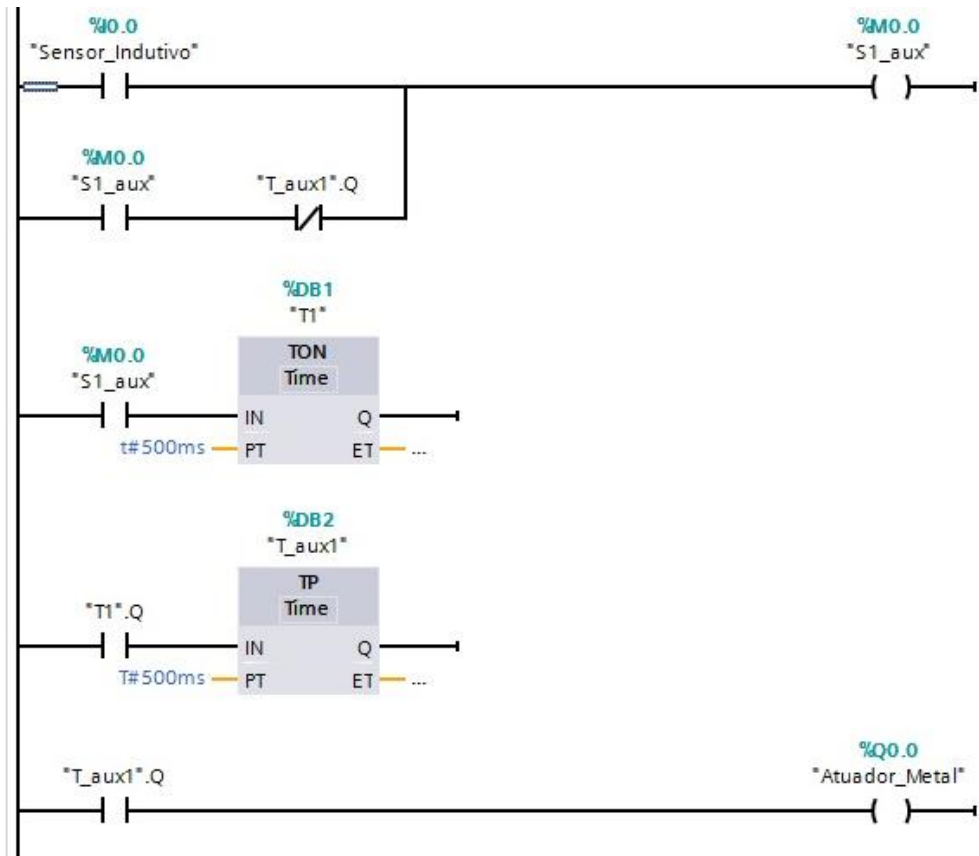 %I0.0
"Sensor_Indutivo"
%M0.0
"S1_aux"
%M0.0
"S1_aux"
"T_aux1".Q
%DB1
"T1"
TON
Time
%M0.0
"S1_aux"
IN
Q
t#500ms
PT
ET
...
%DB2
"T_aux1"
TP
Time
"T1".Q
IN
Q
T#500ms
PT
ET
...
%Q0.0
"Atuador_Metal"
"T_aux1".Q